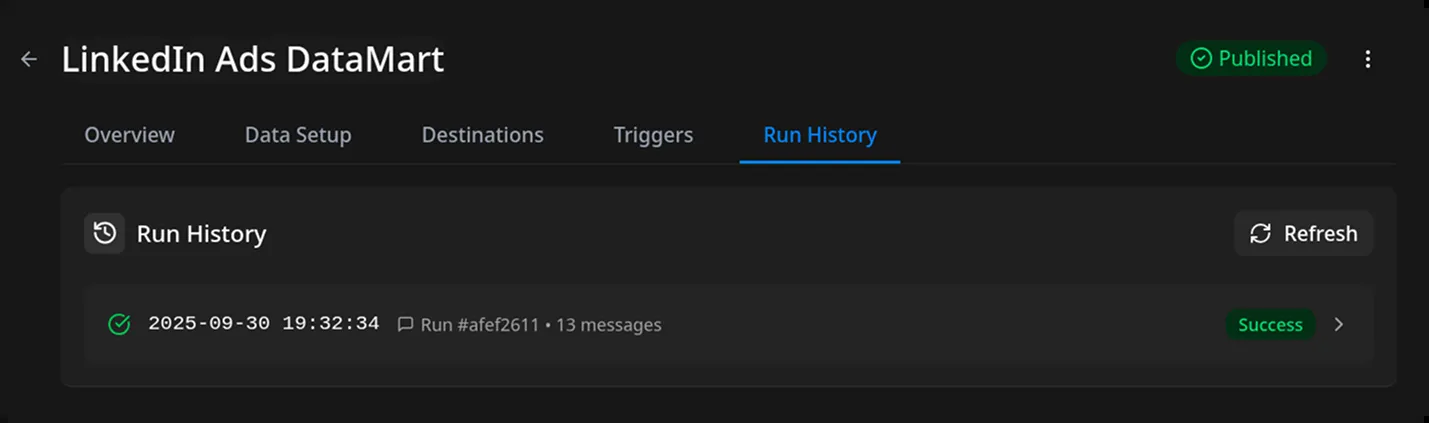 LinkedIn Ads DataMart
Published
Overview Data Setup Destinations Triggers Run History
Run History
Refresh
2025-09-30 19:32:34 Run #afef2611 • 13 messages
Success